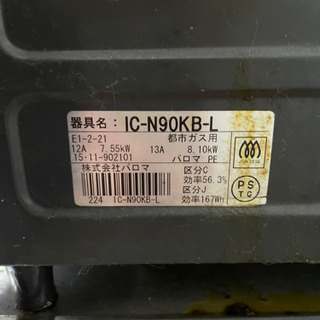 器具名: IC-N90KB-L
E1-2-21 都市ガス用
12A 7.55kW 13A 8.10kW
15・11-902101 パロマ PE
株式会社パロマ 区分C
効率56.3%
区分J
224 IC-N90KB-L 効率167Wh
PS
TG